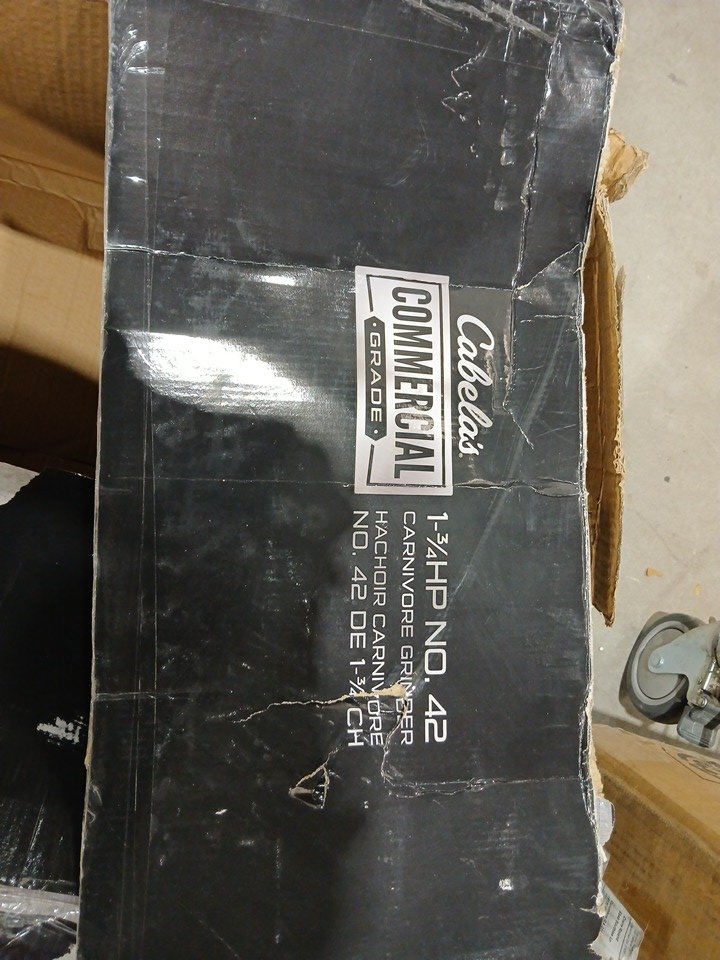 Cabela's
COMMERCIAL
• GRADE •
1-¾HP NO. 42
CARNIVORE GRINDER
HACHOIR CARNIVORE
NO. 42 DE 1-¾ CH